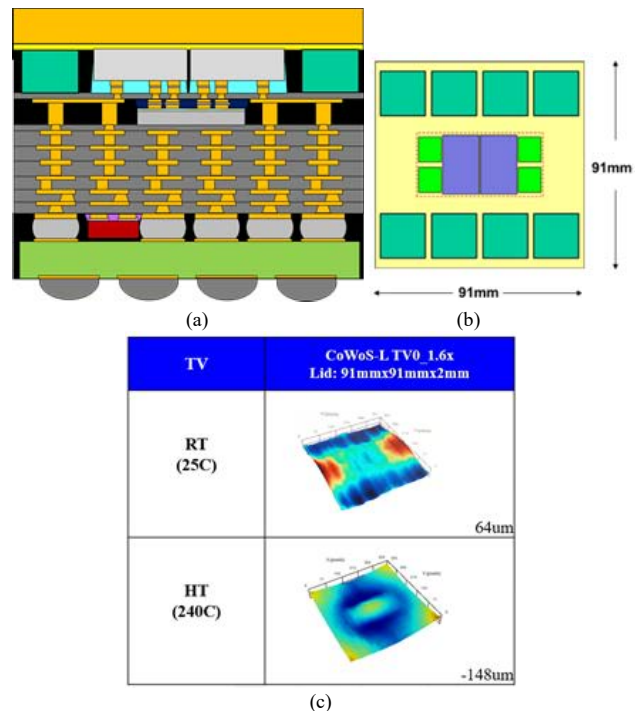 91mm
91mm
(a)
(b)
TV
CoWoS-L TV0_1.6x
Lid: 91mmx91mmx2mm
RT
(25C)
64um
HT
(240C)
-148um
(c)